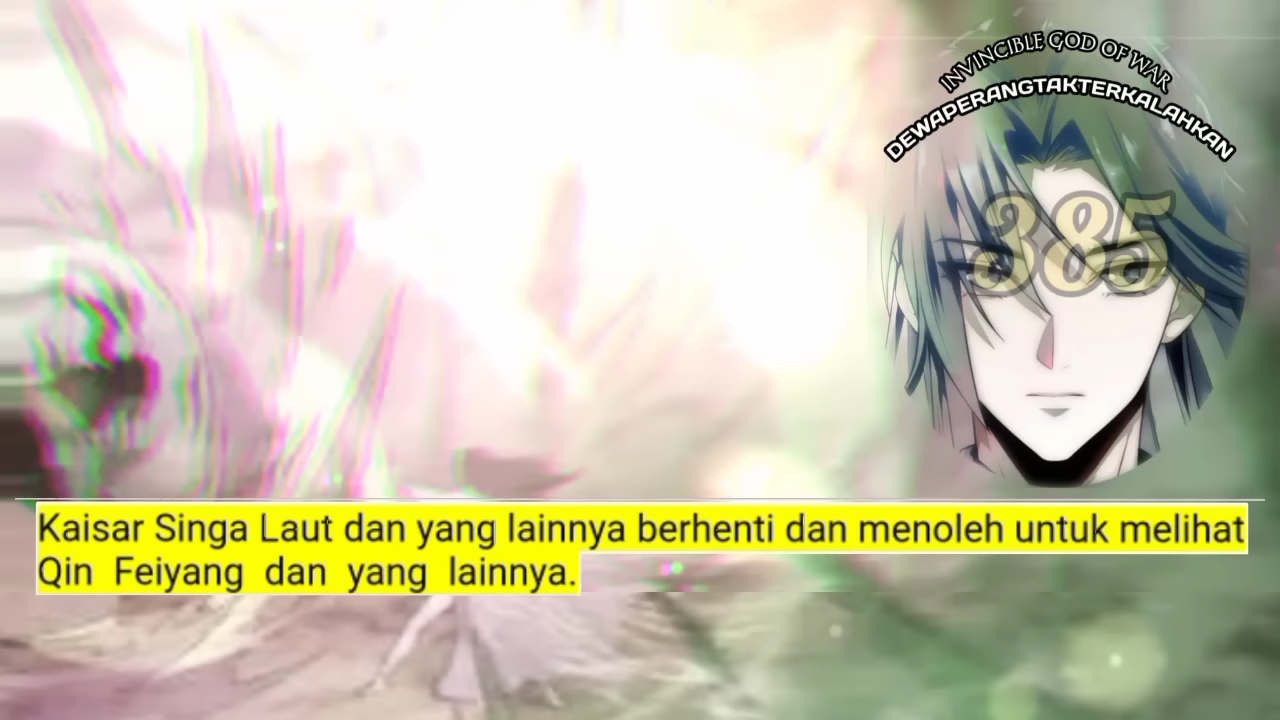 INVINCIBLE GOD OF WAR
DEWAPERANGTAKTERKALAHKAN
385
Kaisar Singa Laut dan yang lainnya berhenti dan menoleh untuk melihat
Qin Feiyang dan yang lainnya.